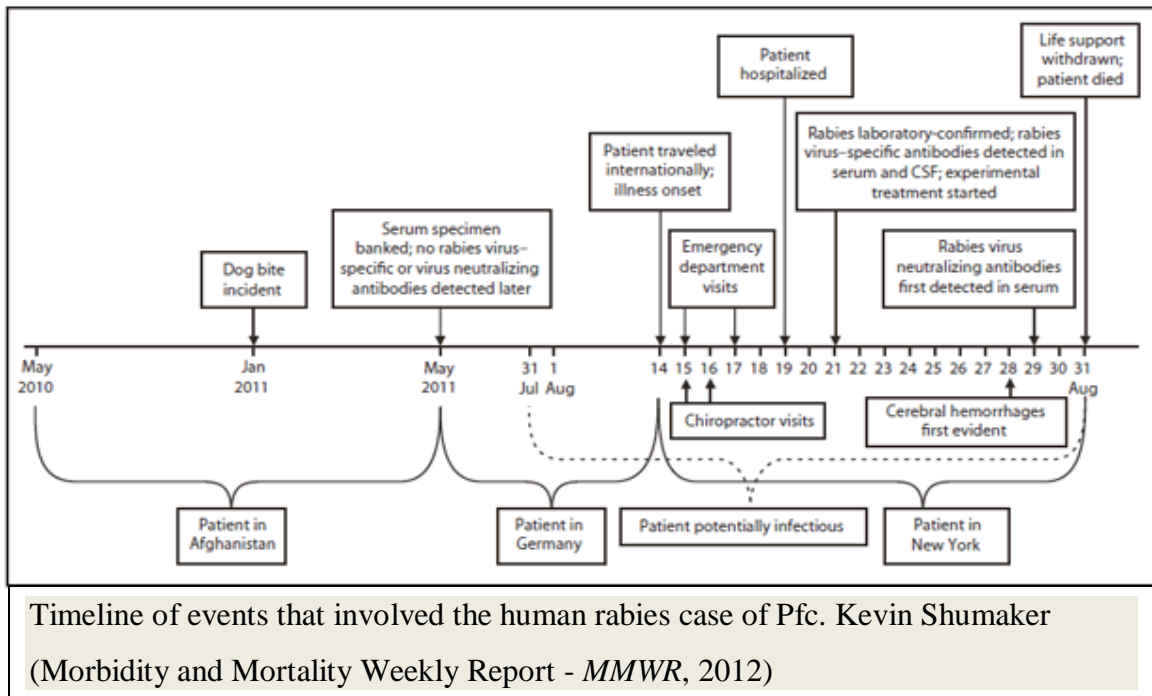 Patient
hospitalized
Life support
withdrawn;
patient died
Patient traveled
internationally;
illness onset
Rabies laboratory-confirmed; rabies
virus–specific antibodies detected in
serum and CSF; experimental
treatment started
Dog bite
incident
Serum specimen
banked; no rabies virus–
specific or virus neutralizing
antibodies detected later
Emergency
department
visits
Rabies virus
neutralizing antibodies
first detected in serum
May
2010
Jan
2011
May
2011
31
Jul
1
Aug
14 15 16 17 18 19 20 21 22 23 24 25 26 27 28 29 30 31
Aug
Chiropractor visits
Cerebral hemorrhages
first evident
Patient in
Afghanistan
Patient in
Germany
Patient potentially infectious
Patient in
New York
Timeline of events that involved the human rabies case of Pfc. Kevin Shumaker
(Morbidity and Mortality Weekly Report - MMWR, 2012)